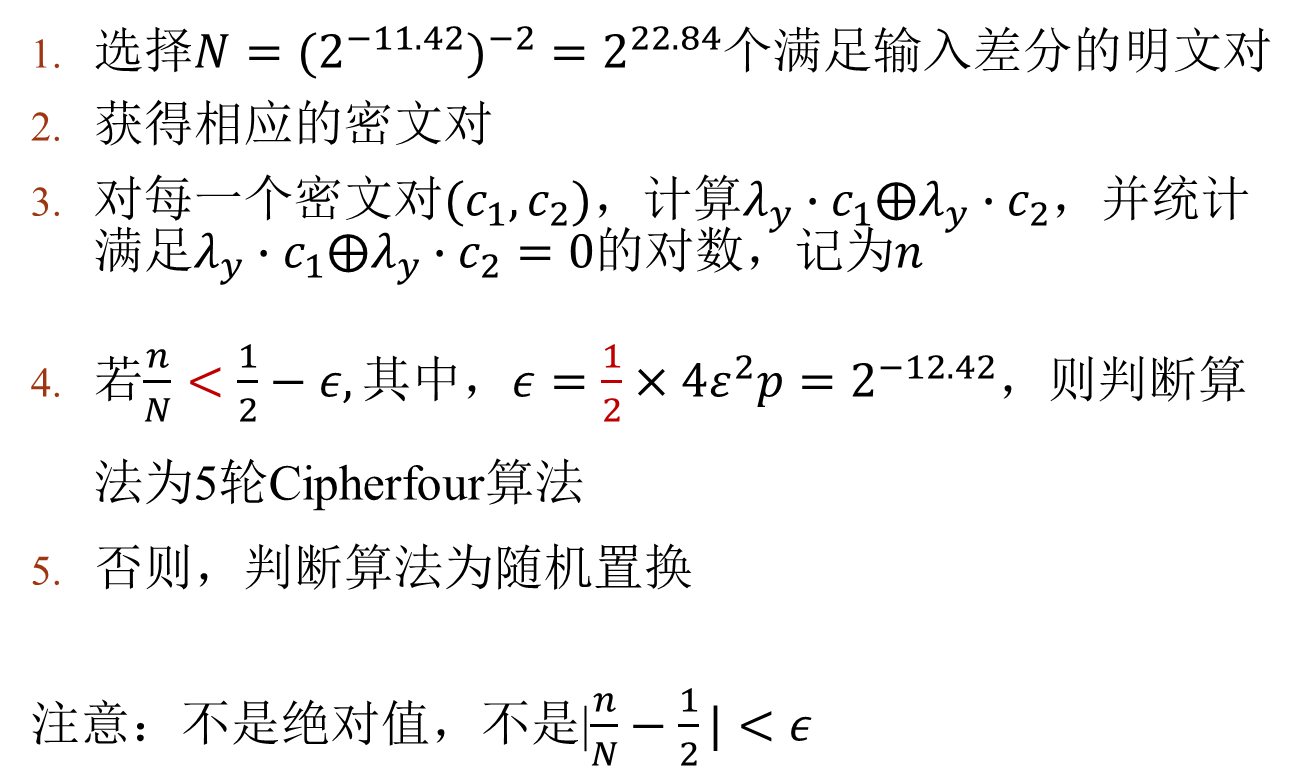 1. 选择N = (2^{-11.42})^{-2} = 2^{22.84}个满足输入差分的明文对
2. 获得相应的密文对
3. 对每一个密文对(c_1, c_2)，计算λ_y · c_1⊕λ_y · c_2，并统计
满足λ_y · c_1⊕λ_y · c_2 = 0的对数，记为n
4. 若\frac{n}{N} < \frac{1}{2} − ϵ, 其中，ϵ = \frac{1}{2} × 4ε^2p = 2^{−12.42}，则判断算
法为5轮Cipherfour算法
5. 否则，判断算法为随机置换
注意：不是绝对值，不是|\frac{n}{N} − \frac{1}{2}| < ϵ